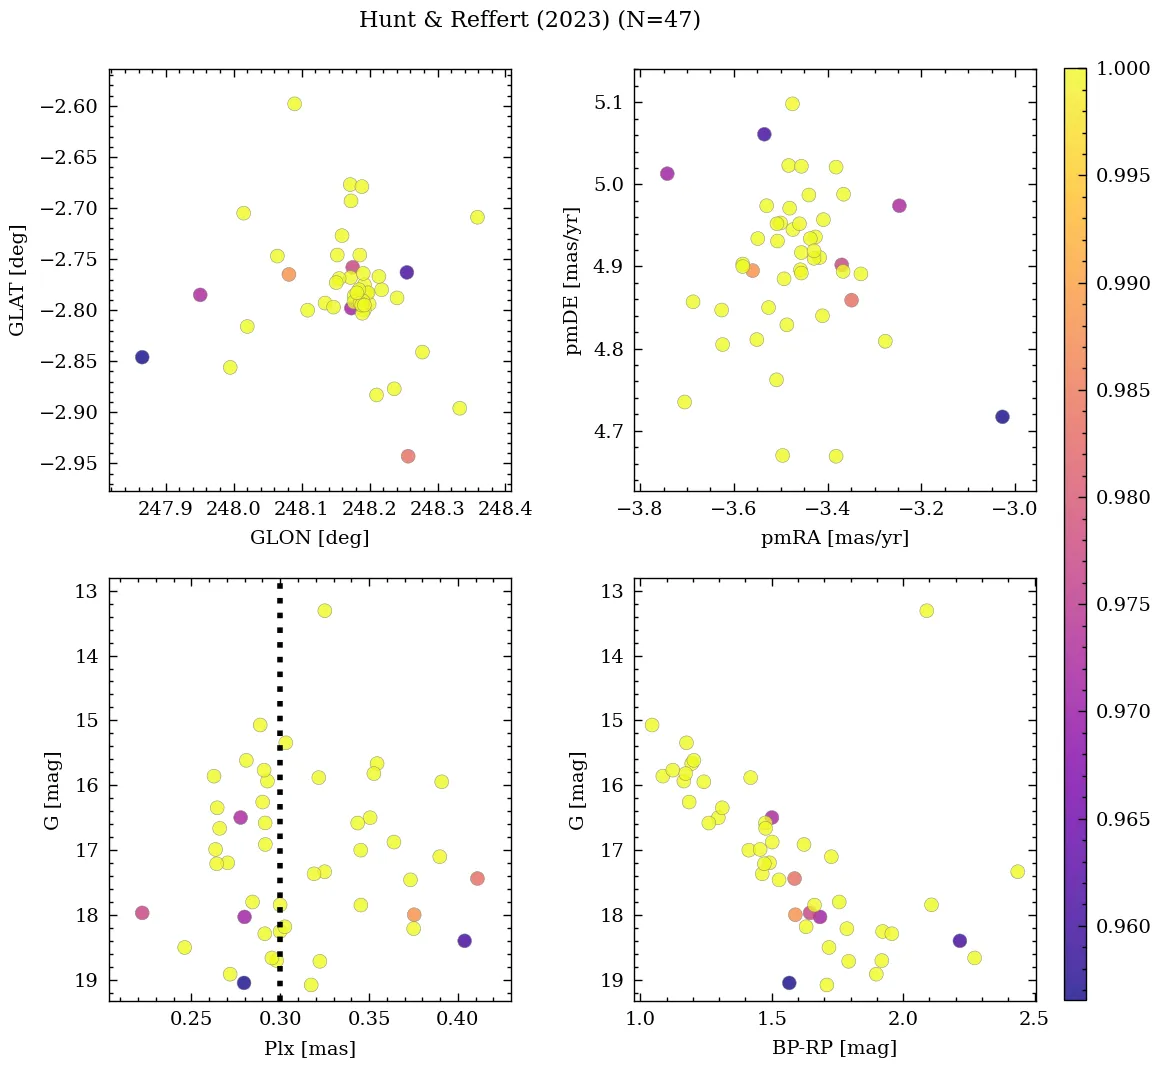 Hunt & Reffert (2023) (N=47)
−2.60
−2.65
−2.70
−2.75
−2.80
−2.85
−2.90
−2.95
GLAT [deg]
247.9 248.0 248.1 248.2 248.3 248.4
GLON [deg]
5.1
5.0
4.9
4.8
4.7
pmDE [mas/yr]
−3.8 −3.6 −3.4 −3.2 −3.0
pmRA [mas/yr]
1.000
0.995
0.990
0.985
0.980
0.975
0.970
0.965
0.960
13
14
15
16
17
18
19
G [mag]
0.25 0.30 0.35 0.40
Plx [mas]
13
14
15
16
17
18
19
G [mag]
1.0 1.5 2.0 2.5
BP-RP [mag]